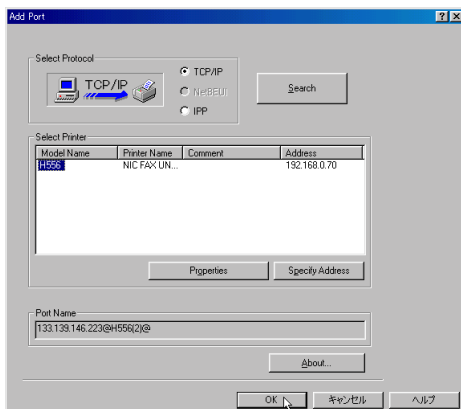 Add Port
Select Protocol
TCP/IP
TCP/IP
NetBEUI
IPP
Search
Select Printer
Model Name Printer Name Comment Address
H556 NIC FAX UN... 192.168.0.70
Properties Specify Address
Port Name
133.139.146.223@H556(2)@
About...
OK キャンセル ヘルプ